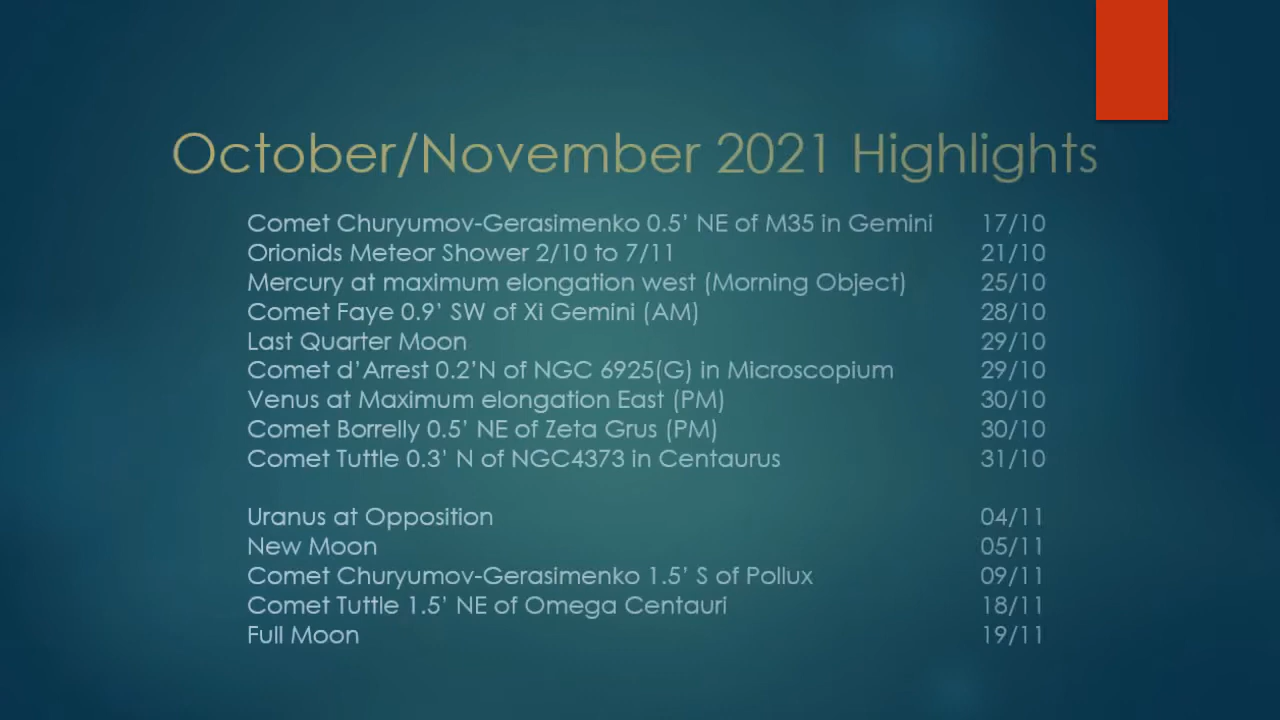 October/November 2021 Highlights
Comet Churyumov-Gerasimenko 0.5’ NE of M35 in Gemini 17/10
Orionids Meteor Shower 2/10 to 7/11 21/10
Mercury at maximum elongation west (Morning Object) 25/10
Comet Faye 0.9’ SW of Xi Gemini (AM) 28/10
Last Quarter Moon 29/10
Comet d’Arrest 0.2’N of NGC 6925(G) in Microscopium 29/10
Venus at Maximum elongation East (PM) 30/10
Comet Borrelly 0.5’ NE of Zeta Grus (PM) 30/10
Comet Tuttle 0.3’ N of NGC4373 in Centaurus 31/10
Uranus at Opposition 04/11
New Moon 05/11
Comet Churyumov-Gerasimenko 1.5’ S of Pollux 09/11
Comet Tuttle 1.5’ NE of Omega Centauri 18/11
Full Moon 19/11